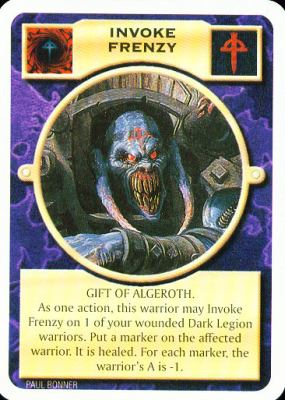 INVOKE
FRENZY
GIFT OF ALGEROTH.
As one action, this warrior may Invoke
Frenzy on 1 of your wounded Dark Legion
warriors. Put a marker on the affected
warrior. It is healed. For each marker, the
warrior's A is -1.
PAUL BONNER